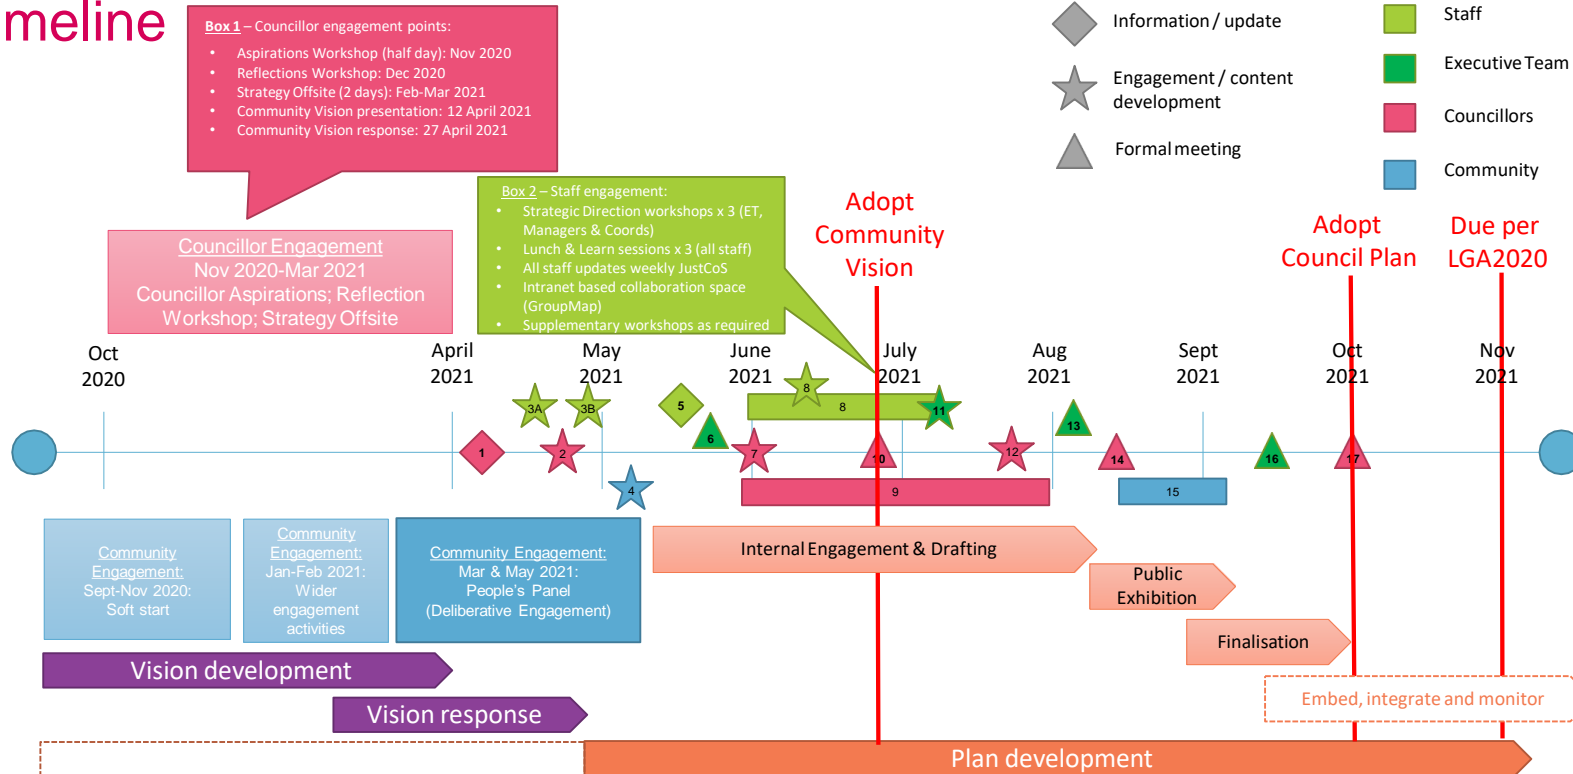 meline
Box 1 – Councillor engagement points:
• Aspirations Workshop (half day): Nov 2020
• Reflections Workshop: Dec 2020
• Strategy Offsite (2 days): Feb-Mar 2021
• Community Vision presentation: 12 April 2021
• Community Vision response: 27 April 2021
Information / update
Engagement / content
development
Formal meeting
Staff
Executive Team
Councillors
Community
Box 2 – Staff engagement:
• Strategic Direction workshops x 3 (ET,
Managers & Coords)
• Lunch & Learn sessions x 3 (all staff)
• All staff updates weekly JustCoS
• Intranet based collaboration space
(GroupMap)
• Supplementary workshops as required
Councillor Engagement
Nov 2020-Mar 2021
Councillor Aspirations; Reflection
Workshop; Strategy Offsite
Adopt
Community
Vision
Adopt
Council Plan
Due per
LGA2020
Oct
2020
April
2021
May
2021
June
2021
July
2021
Aug
2021
Sept
2021
Oct
2021
Nov
2021
3A
3B
5
8
8
11
6
13
1
2
7
10
12
14
16
17
4
9
15
Community
Engagement:
Sept-Nov 2020:
Soft start
Community
Engagement:
Jan-Feb 2021:
Wider
engagement
activities
Community Engagement:
Mar & May 2021:
People's Panel
(Deliberative Engagement)
Internal Engagement & Drafting
Public
Exhibition
Finalisation
Embed, integrate and monitor
Vision development
Vision response
Plan development